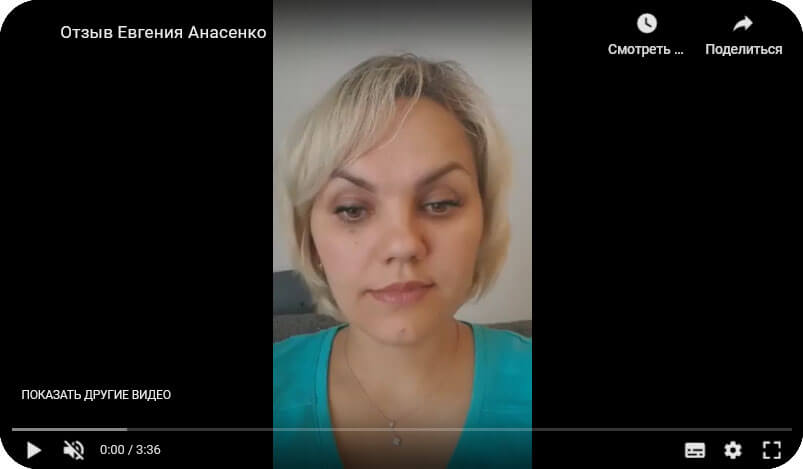 Отзыв Евгения Анасенко
Смотреть ...
Поделиться
ПОКАЗАТЬ ДРУГИЕ ВИДЕО
0:00 / 3:36